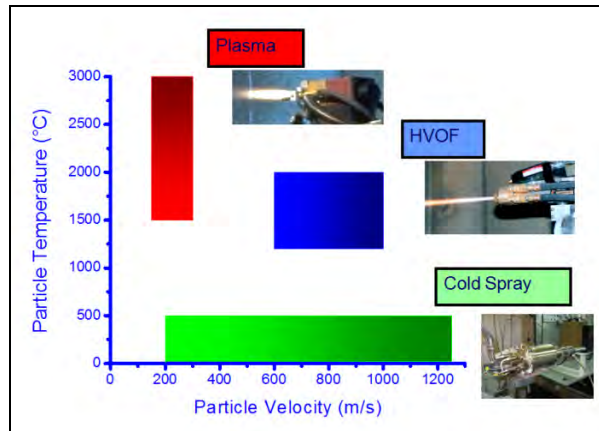 Plasma
HVOF
Cold Spray
Particle Temperature (°C)
3000
2500
2000
1500
1000
500
0
0 200 400 600 800 1000 1200
Particle Velocity (m/s)